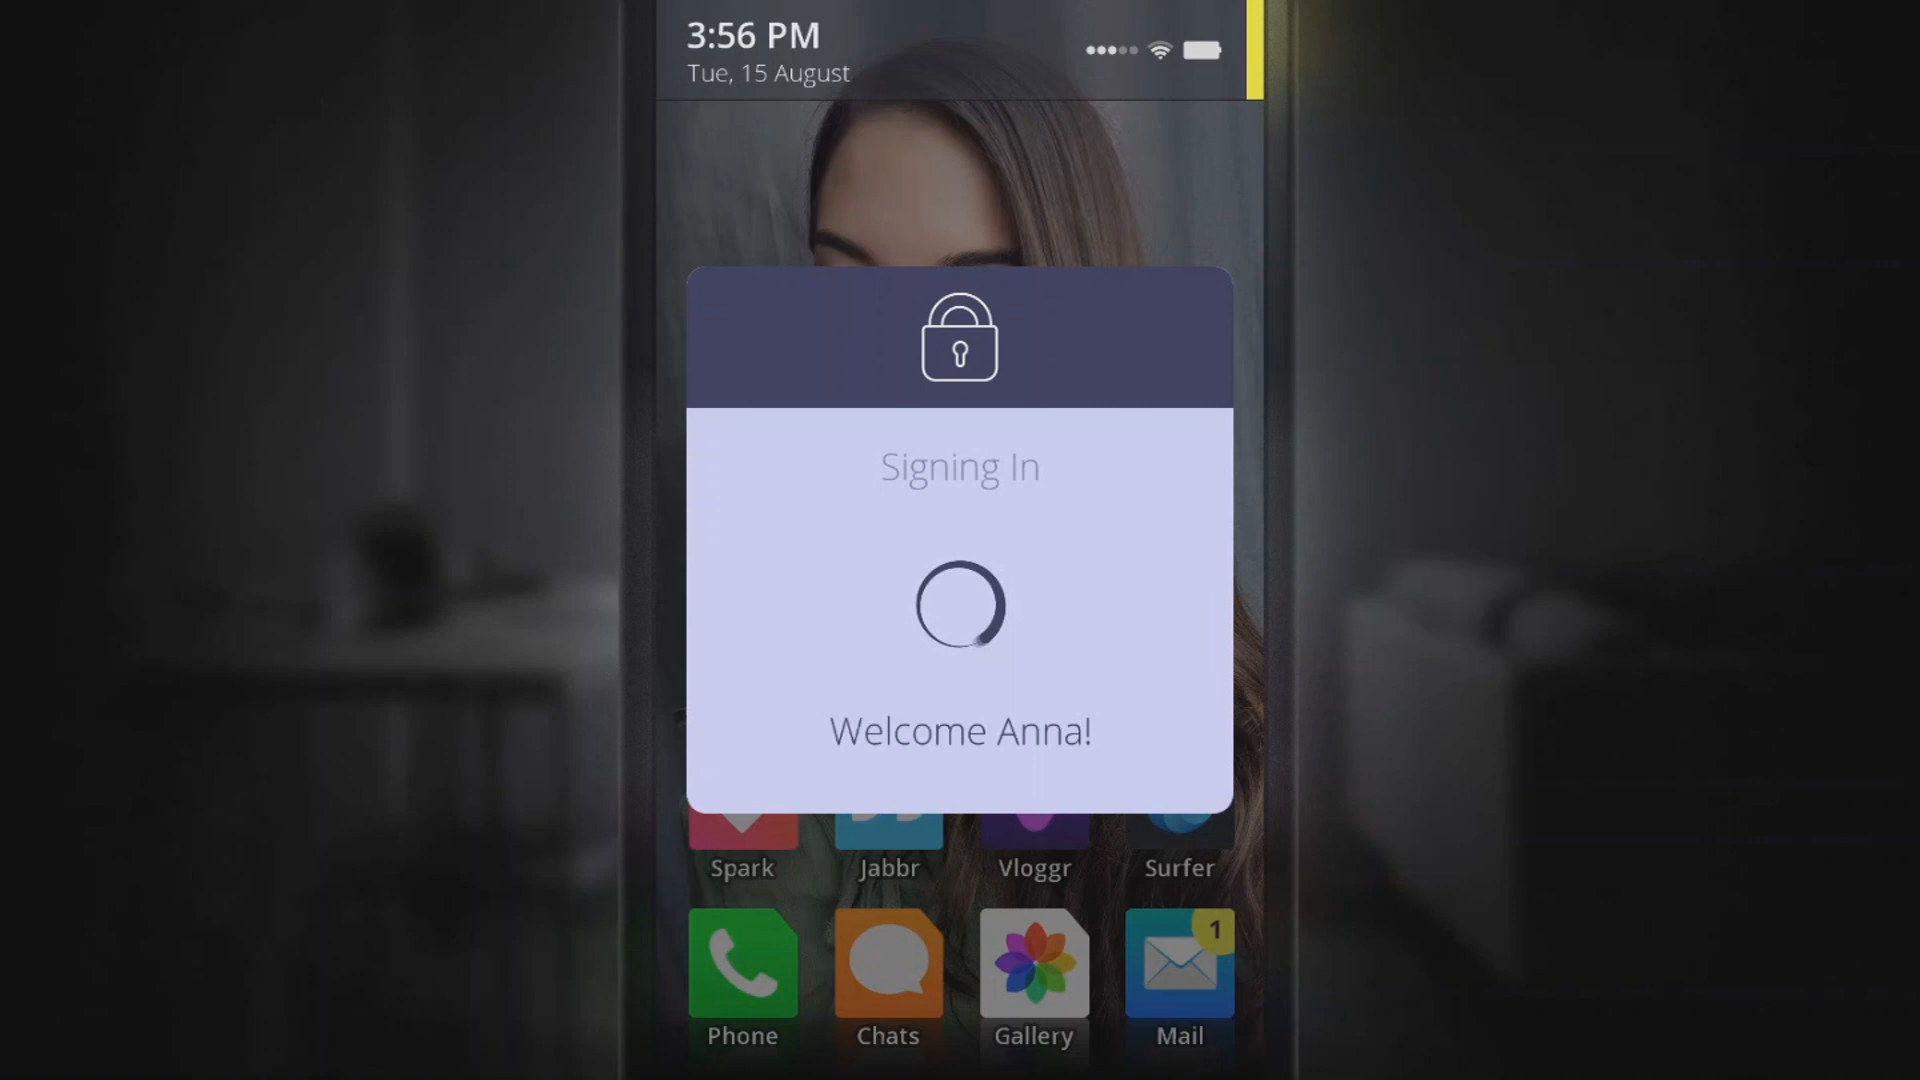 3:56 PM
Tue, 15 August
Signing In
Welcome Anna!
Spark Jabbr Vloggr Surfer
1
Phone Chats Gallery Mail